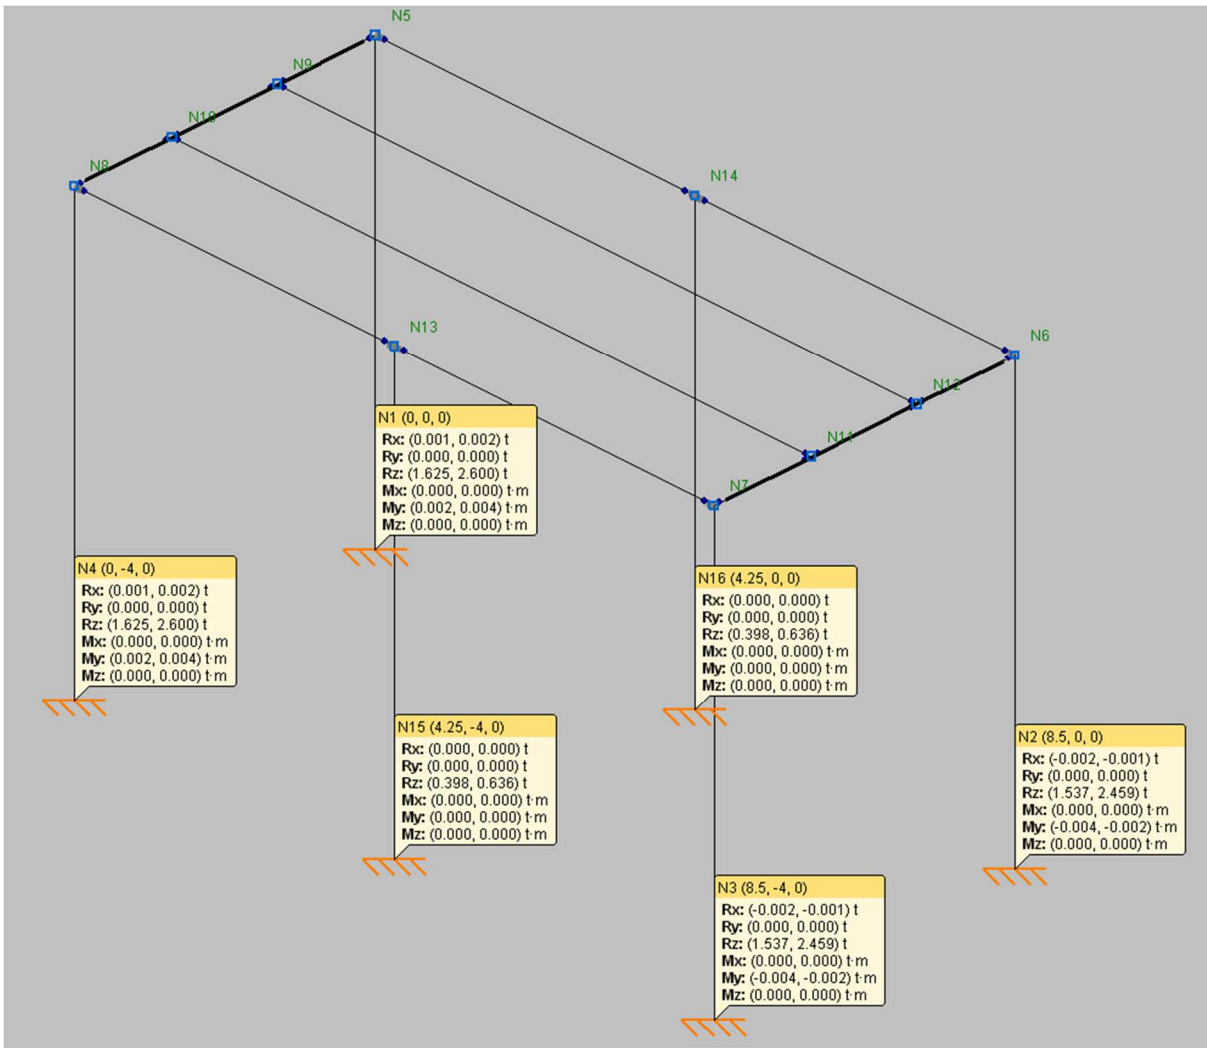 N5
N9
N10
N8
N14
N13
N6
N12
N11
N7
N1 (0, 0, 0)
Rx: (0.001, 0.002) t
Ry: (0.000, 0.000) t
Rz: (1.625, 2.600) t
Mx: (0.000, 0.000) t·m
My: (0.002, 0.004) t·m
Mz: (0.000, 0.000) t·m
N4 (0, -4, 0)
Rx: (0.001, 0.002) t
Ry: (0.000, 0.000) t
Rz: (1.625, 2.600) t
Mx: (0.000, 0.000) t·m
My: (0.002, 0.004) t·m
Mz: (0.000, 0.000) t·m
N16 (4.25, 0, 0)
Rx: (0.000, 0.000) t
Ry: (0.000, 0.000) t
Rz: (0.398, 0.636) t
Mx: (0.000, 0.000) t·m
My: (0.000, 0.000) t·m
Mz: (0.000, 0.000) t·m
N15 (4.25, -4, 0)
Rx: (0.000, 0.000) t
Ry: (0.000, 0.000) t
Rz: (0.398, 0.636) t
Mx: (0.000, 0.000) t·m
My: (0.000, 0.000) t·m
Mz: (0.000, 0.000) t·m
N2 (8.5, 0, 0)
Rx: (-0.002, -0.001) t
Ry: (0.000, 0.000) t
Rz: (1.537, 2.459) t
Mx: (0.000, 0.000) t·m
My: (-0.004, -0.002) t·m
Mz: (0.000, 0.000) t·m
N3 (8.5, -4, 0)
Rx: (-0.002, -0.001) t
Ry: (0.000, 0.000) t
Rz: (1.537, 2.459) t
Mx: (0.000, 0.000) t·m
My: (-0.004, -0.002) t·m
Mz: (0.000, 0.000) t·m